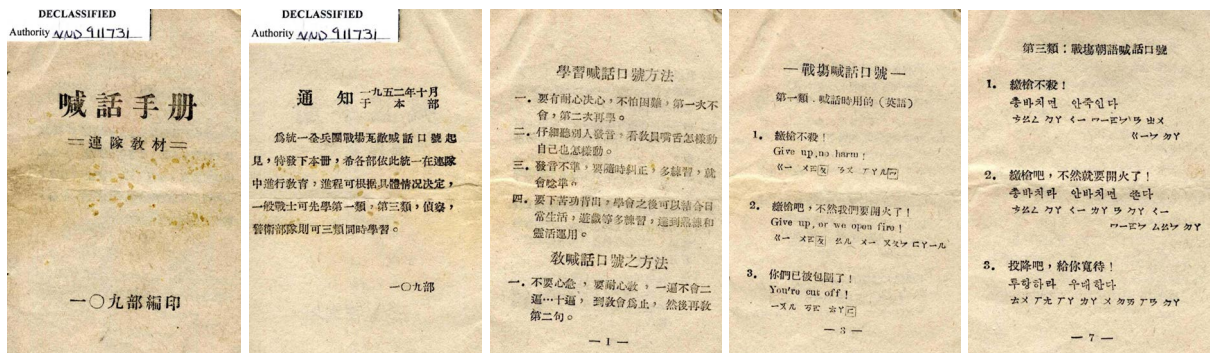 DECLASSIFIED
Authority NND 911731
喊話手册
=連隊教材=
一〇九部編印
DECLASSIFIED
Authority NND 911731
通知
一九五二年十月
于本部
為統一全兵團戰場瓦敵喊話口號起
見，特發下本冊，希各部依此統一在連隊
中進行敎育，進程可根據具體情况决定，
一般戰士可先學第一類，第三類，偵察，
警衛部隊則可三類同時學習。
一〇九部
學習喊話口號方法
一．要有耐心决心，不怕困難，第一次不
會，第二次再學。
二．仔細聽别人發音，看敎員嘴舌怎樣動
自己也怎樣動。
三．發音不準，要隨時糾正，多練習，就
會唸準。
四．要下苦功背出，學會之後可以結合日
常生活，遊戲等多練習，達到熟練和
靈活運用。
敎喊話口號之方法
一．不要心急，要耐心敎，一遍不會二
遍…十遍，到敎會爲止，然後再敎
第二句。
—1—
—戰場喊話口號—
第一類．喊話時用的（英語）
1．繳槍不殺！
Give up,no harm!
2．繳槍吧，不然我們要開火了！
Give up,or we open fire!
3．你們已被包圍了！
You're cut off!
—3—
第三類：戰場朝語喊話口號
1．繳槍不殺！
총바치면 안죽인다
2．繳槍吧，不然就要開火了！
총바치라 안바치면 쏜다
3．投降吧，給你寬待！
투항하라 우대한다
—7—